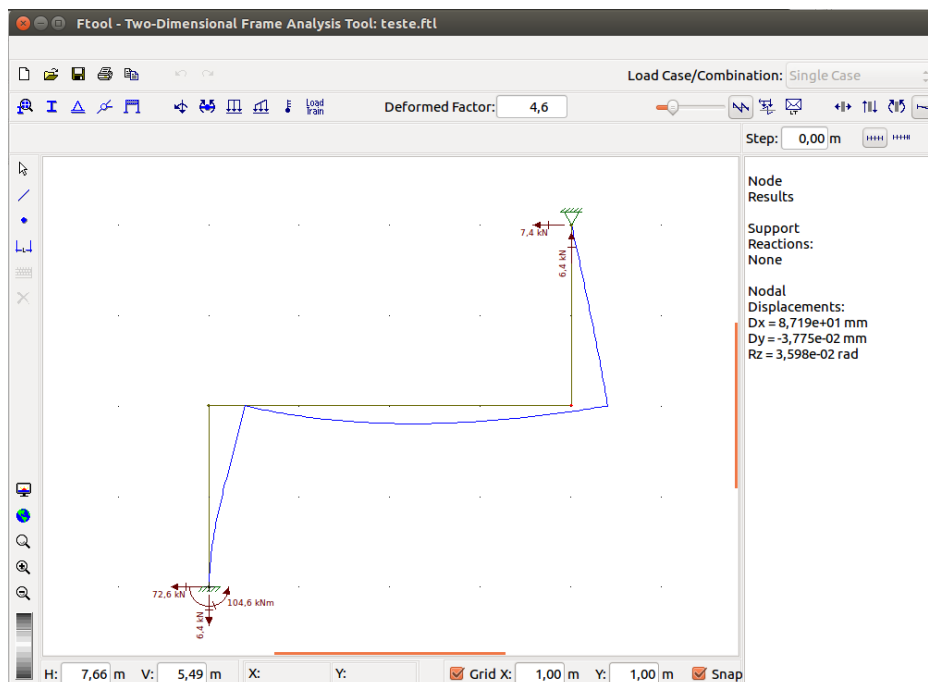 Ftool - Two-Dimensional Frame Analysis Tool: teste.ftl
Load Case/Combination: Single Case
Load
Train
Deformed Factor: 4,6
LT
Step: 0,00 m
L
Node
Results
Support
Reactions:
None
Nodal
Displacements:
Dx = 8,719e+01 mm
Dy = -3,775e-02 mm
Rz = 3,598e-02 rad
7,4 kN
6,4 kN
72,6 kN
104,6 kNm
6,4 kN
H: 7,66 m V: 5,49 m X: Y: Grid X: 1,00 m Y: 1,00 m Snap